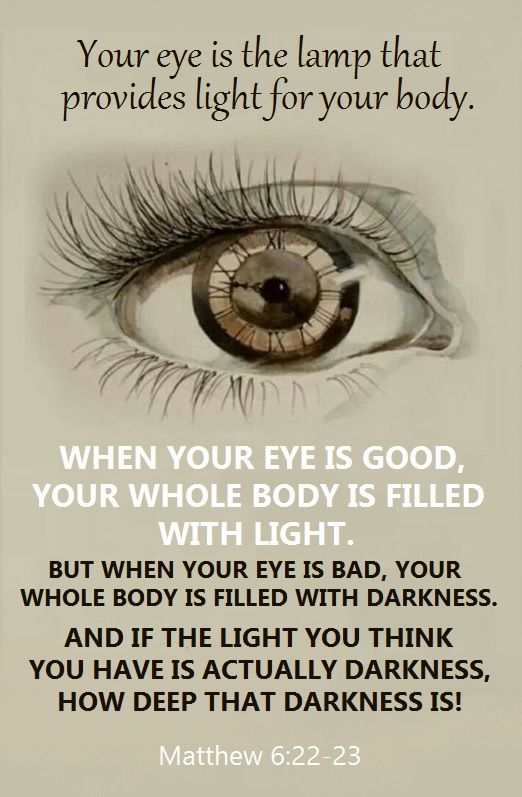 Your eye is the lamp that
provides light for your body.
XII
WHEN YOUR EYE IS GOOD,
YOUR WHOLE BODY IS FILLED
WITH LIGHT.
BUT WHEN YOUR EYE IS BAD, YOUR
WHOLE BODY IS FILLED WITH DARKNESS.
AND IF THE LIGHT YOU THINK
YOU HAVE IS ACTUALLY DARKNESS,
HOW DEEP THAT DARKNESS IS!
Matthew 6:22-23